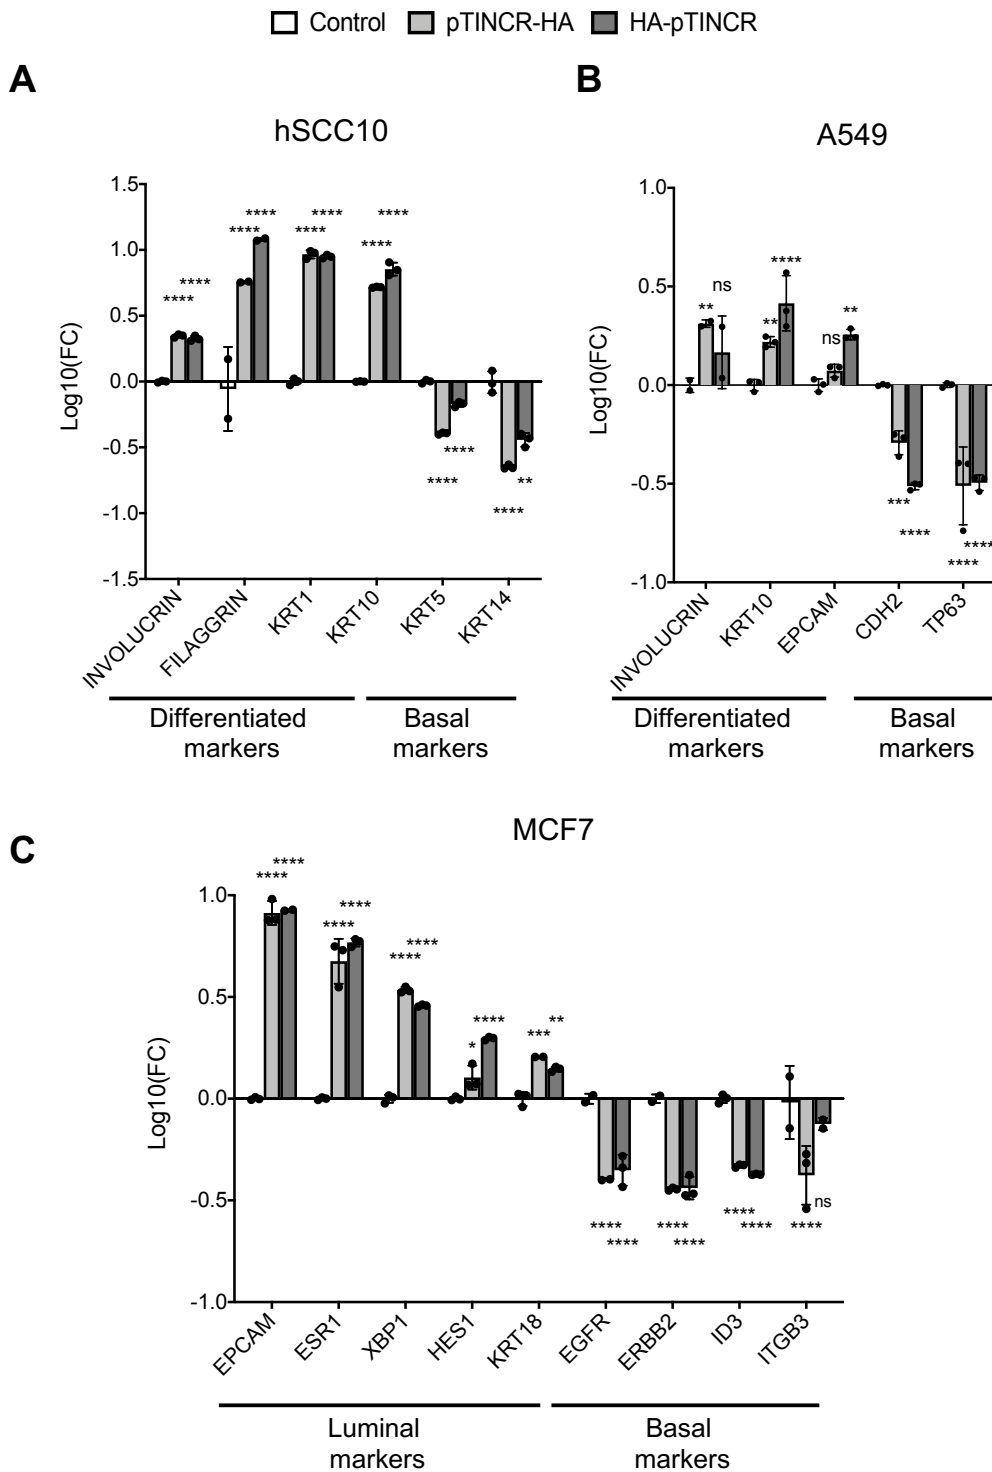 Control pTINCR-HA HA-pTINCR
A
hSCC10
Log10(FC)
1.5
1.0
0.5
0.0
-0.5
-1.0
-1.5
**** ****
**** ****
**** ****
**** ****
**** ****
**** **
INVOLUCRIN
FILAGGRIN
KRT1
KRT10
KRT5
KRT14
Differentiated
markers
Basal
markers
B
A549
Log10(FC)
1.0
0.5
0.0
-0.5
-1.0
** ns
** ****
ns **
*** ****
**** ****
INVOLUCRIN
KRT10
EPCAM
CDH2
TP63
Differentiated
markers
Basal
markers
C
MCF7
Log10(FC)
1.0
0.5
0.0
-0.5
-1.0
**** ****
**** ****
**** ****
* ****
*** **
**** ****
**** ****
**** ****
**** ns
EPCAM
ESR1
XBP1
HES1
KRT18
EGFR
ERBB2
ID3
ITGB3
Luminal
markers
Basal
markers